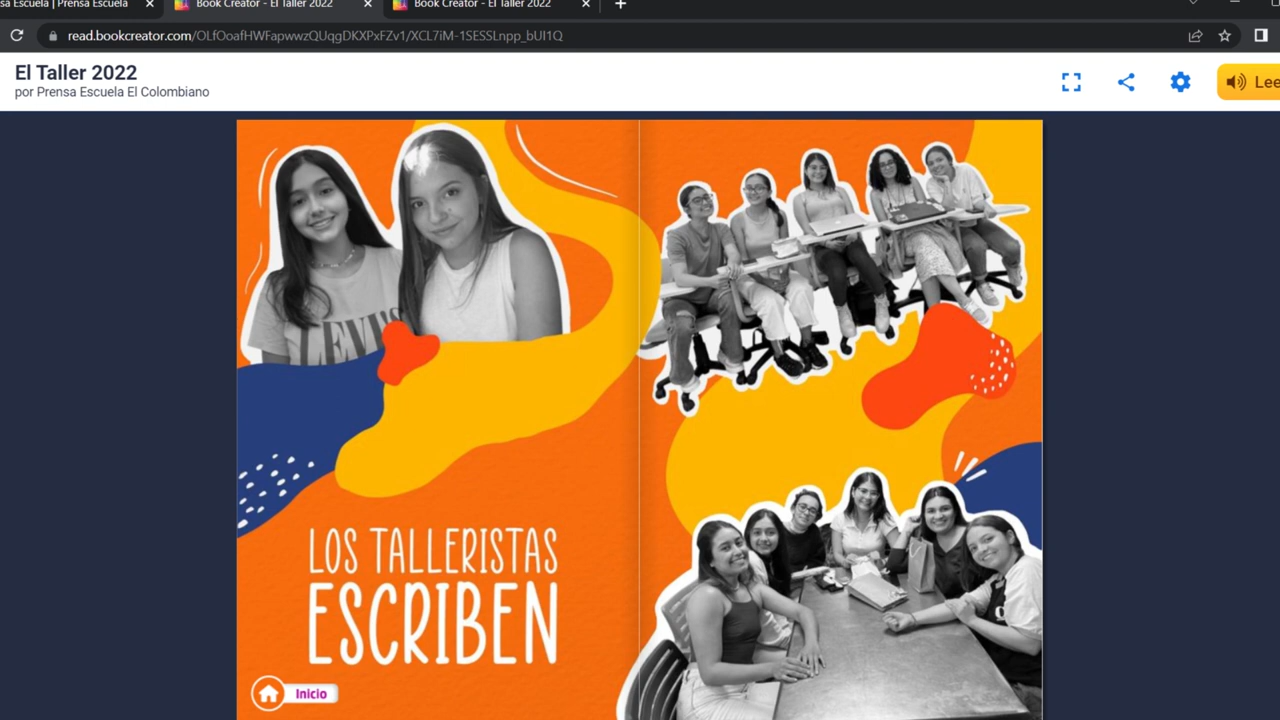 sa Escuela | Prensa Escuela
Book Creator - El Taller 2022
Book Creator - El Taller 2022
read.bookcreator.com/OLfOoafHWFapwwzQUqgDKXPxFZv1/XCL7iM-1SESSLnpp_bUI1Q
El Taller 2022
por Prensa Escuela El Colombiano
Lee
LEVI'S
LOS TALLERISTAS
ESCRIBEN
Inicio